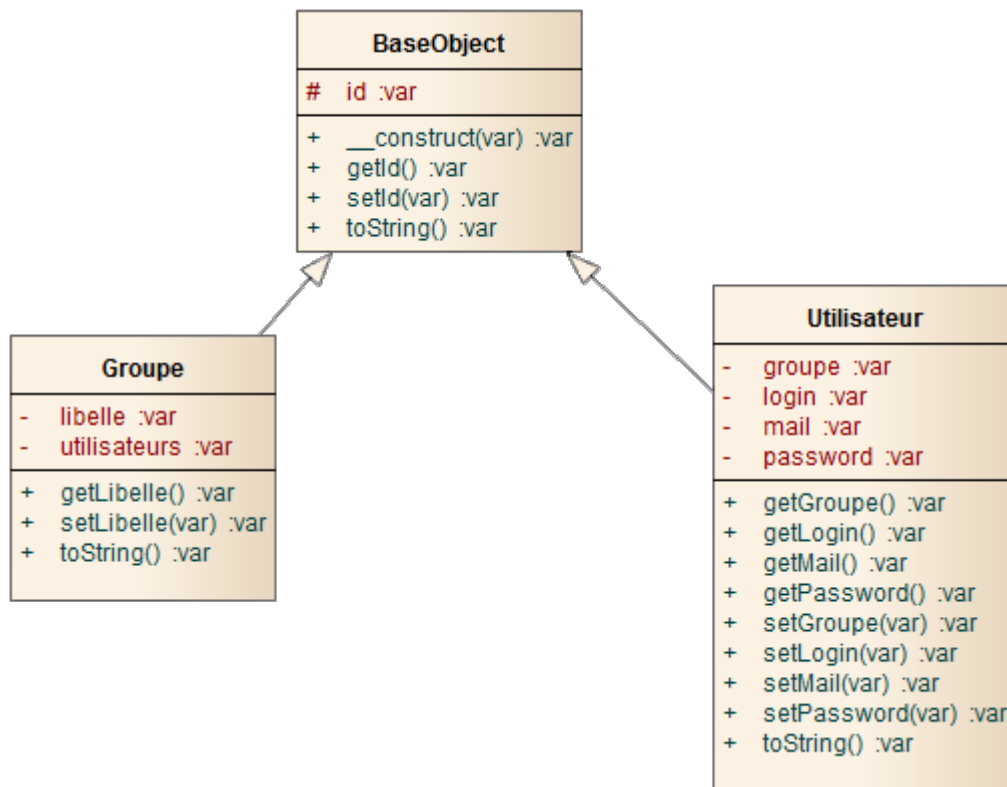 BaseObject
# id :var
+ __construct(var) :var
+ getId() :var
+ setId(var) :var
+ toString() :var
Groupe
- libelle :var
- utilisateurs :var
+ getLibelle() :var
+ setLibelle(var) :var
+ toString() :var
Utilisateur
- groupe :var
- login :var
- mail :var
- password :var
+ getGroupe() :var
+ getLogin() :var
+ getMail() :var
+ getPassword() :var
+ setGroupe(var) :var
+ setLogin(var) :var
+ setMail(var) :var
+ setPassword(var) :var
+ toString() :var